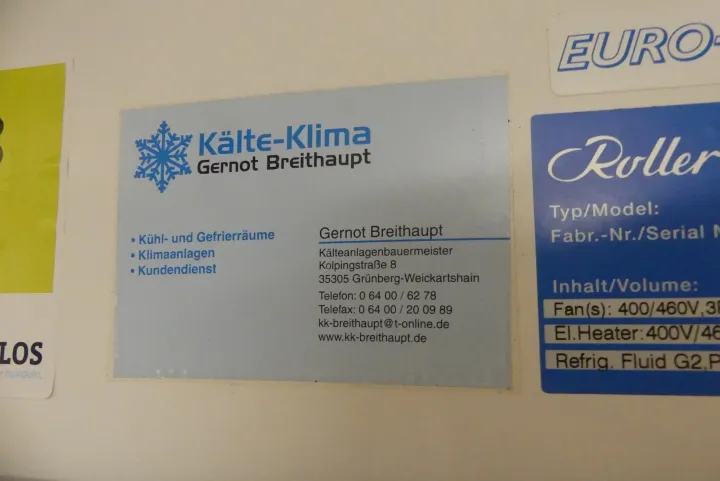 LOS
Kälte-Klima
Gernot Breithaupt
• Kühl- und Gefrierräume
• Klimaanlagen
• Kundendienst
Gernot Breithaupt
Kälteanlagenbauermeister
Kolpingstraße 8
35305 Grünberg-Weickartshain
Telefon: 0 64 00 / 62 78
Telefax: 0 64 00 / 20 09 89
kk-breithaupt@t-online.de
www.kk-breithaupt.de
EURO-
Roller
Typ/Model:
Fabr.-Nr./Serial N
Inhalt/Volume:
Fan(s): 400/460V,3
El.Heater:400V/46
Refrig. Fluid G2,P